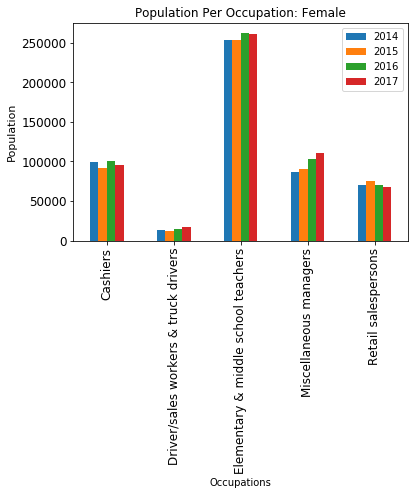 Population Per Occupation: Female
2014
2015
2016
2017
250000
200000
150000
100000
50000
0
Population
Cashiers
Driver/sales workers & truck drivers
Elementary & middle school teachers
Miscellaneous managers
Retail salespersons
Occupations